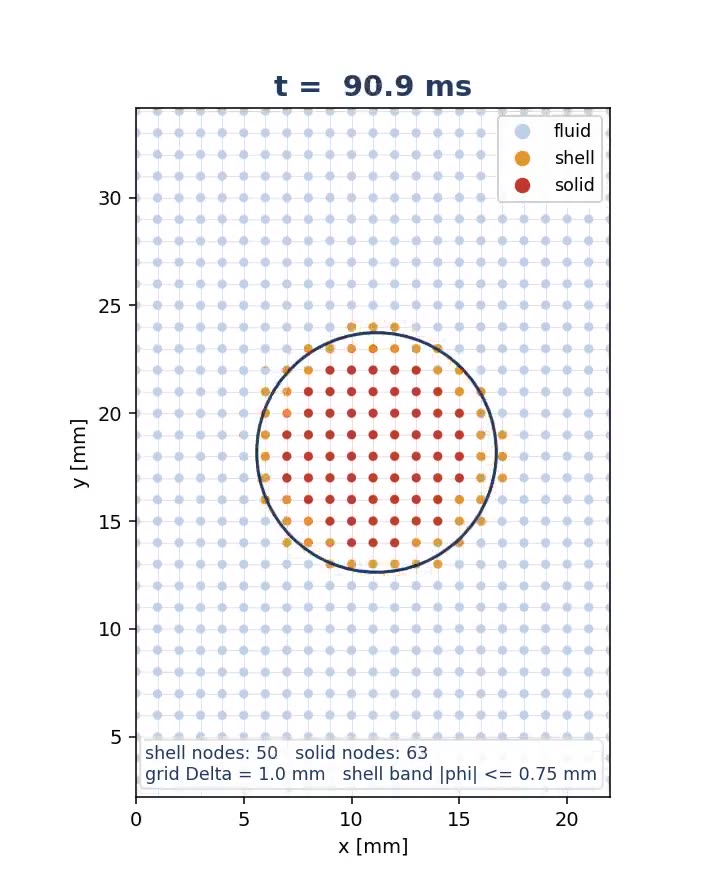 t = 90.9 ms
fluid
shell
solid
30
25
20
15
10
5
y [mm]
shell nodes: 50 solid nodes: 63
grid Delta = 1.0 mm shell band |phi| <= 0.75 mm
0 5 10 15 20
x [mm]